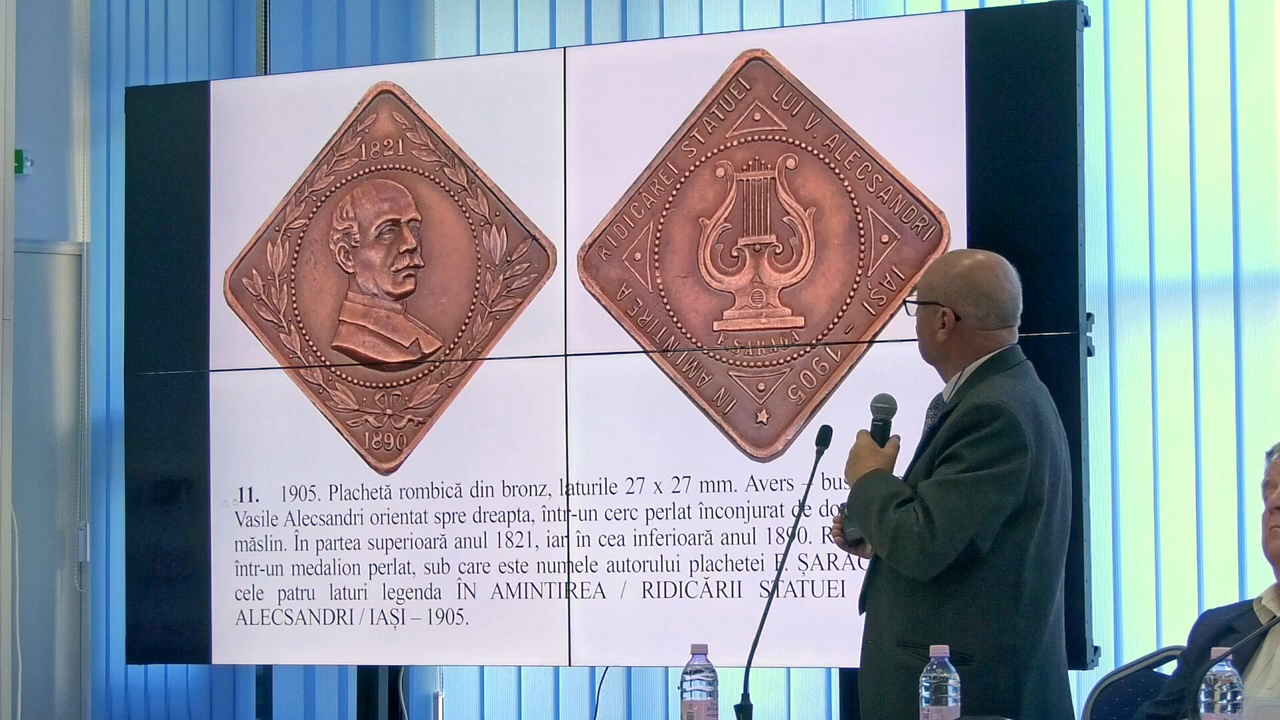 1821
1890
IN AMINTIREA RIDICAREI STATUEI LUI V. ALECSANDRI
IAȘI - 1905
E. ȘARAGA
11. 1905. Plachetă rombică din bronz, laturile 27 x 27 mm. Avers – bus
Vasile Alecsandri orientat spre dreapta, într-un cerc perlat înconjurat de do
măslin. În partea superioară anul 1821, iar în cea inferioară anul 1890. R
într-un medalion perlat, sub care este numele autorului plachetei E. ȘARAG
cele patru laturi legenda ÎN AMINTIREA / RIDICĂRII STATUEI
ALECSANDRI / IAȘI – 1905.